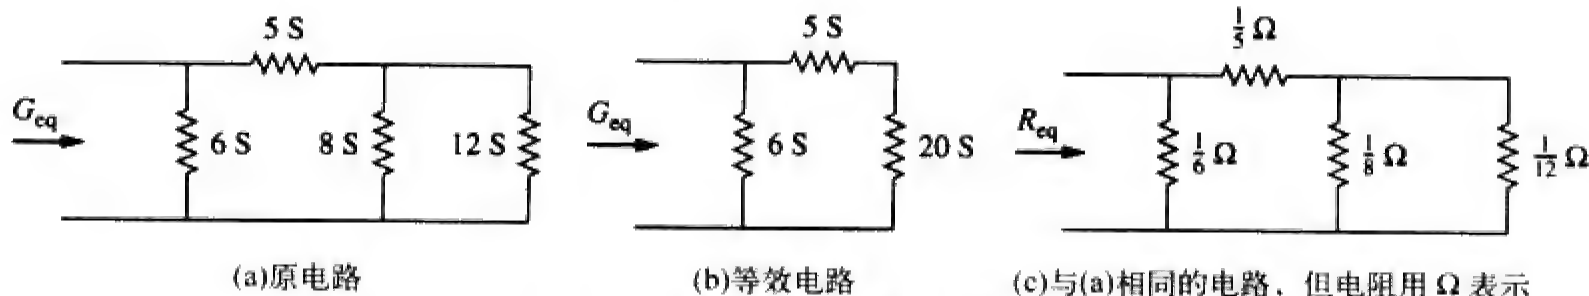 5 S
G_eq
6 S
8 S
12 S
(a)原电路
5 S
G_eq
6 S
20 S
(b)等效电路
1/5 Ω
R_eq
1/6 Ω
1/8 Ω
1/12 Ω
(c)与(a)相同的电路，但电阻用 Ω 表示